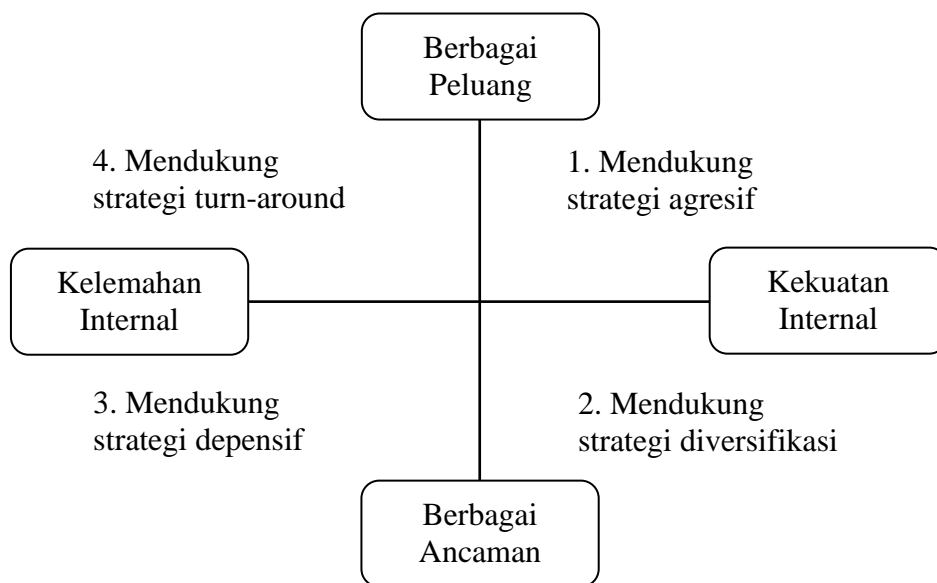 Berbagai
Peluang
4. Mendukung
strategi turn-around
1. Mendukung
strategi agresif
Kelemahan
Internal
Kekuatan
Internal
3. Mendukung
strategi depensif
2. Mendukung
strategi diversifikasi
Berbagai
Ancaman